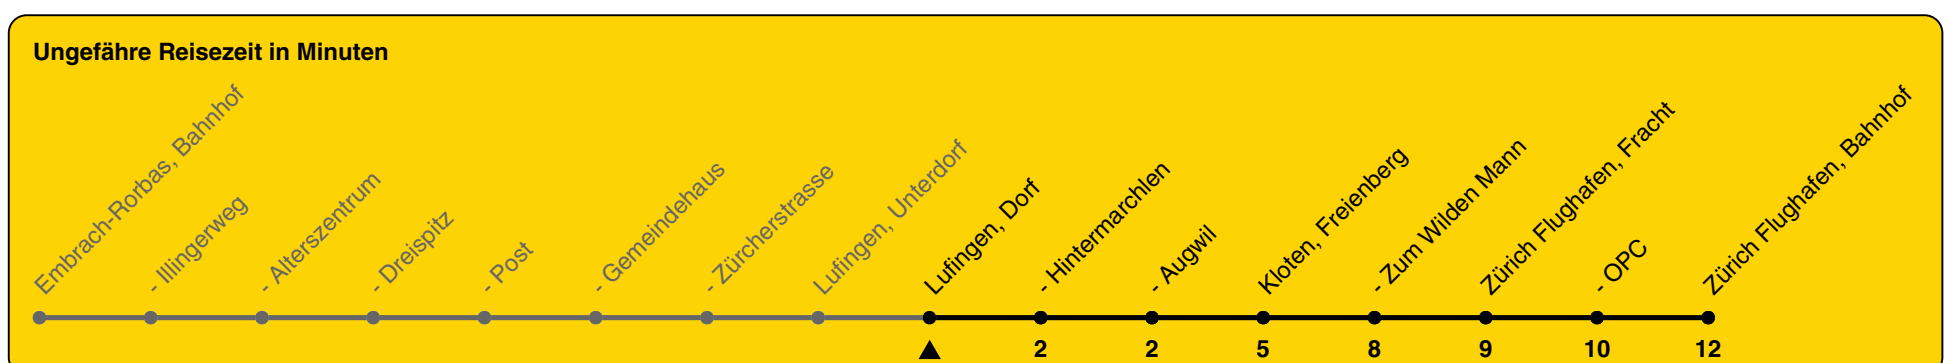 Ungefähre Reisezeit in Minuten
Embrach-Rorbas, Bahnhof
- Illingerweg
- Alterszentrum
- Dreispitz
- Post
- Gemeindehaus
- Zürcherstrasse
Lufingen, Unterdorf
Lufingen, Dorf
- Hintermarchlen
- Augwil
Kloten, Freienberg
- Zum Wilden Mann
Zürich Flughafen, Fracht
- OPC
Zürich Flughafen, Bahnhof
2 2 5 8 9 10 12